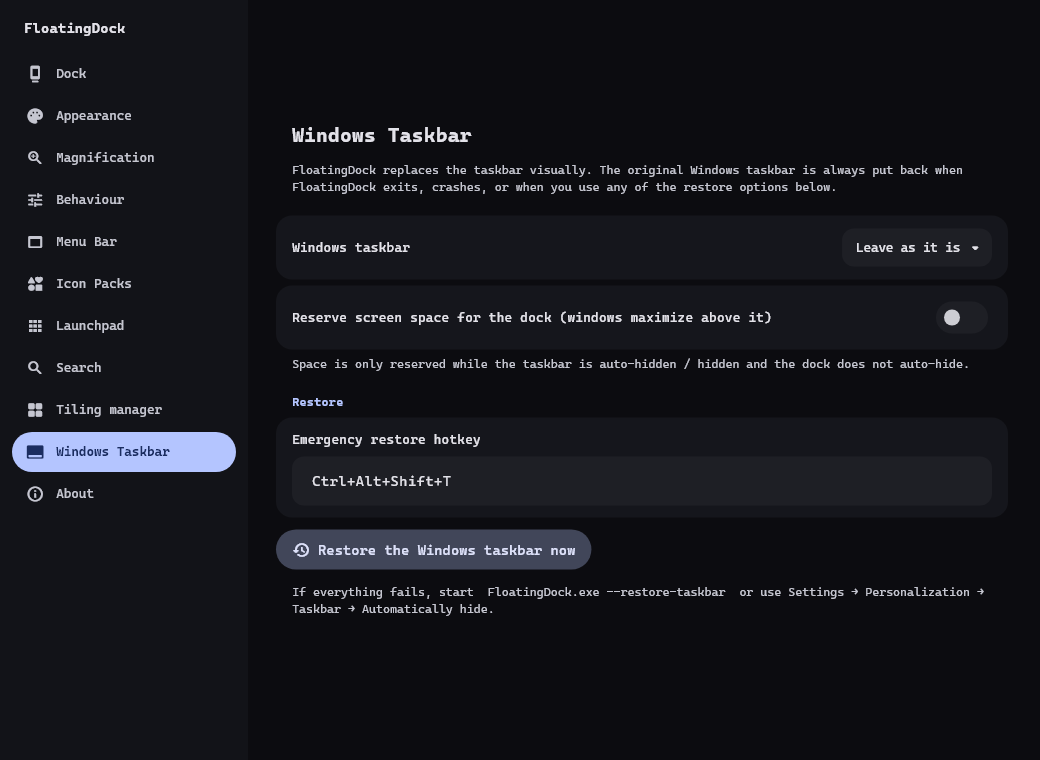 FloatingDock
Dock
Appearance
Magnification
Behaviour
Menu Bar
Icon Packs
Launchpad
Search
Tiling manager
Windows Taskbar
About
Windows Taskbar
FloatingDock replaces the taskbar visually. The original Windows taskbar is always put back when
FloatingDock exits, crashes, or when you use any of the restore options below.
Windows taskbar
Leave as it is
Reserve screen space for the dock (windows maximize above it)
Space is only reserved while the taskbar is auto-hidden / hidden and the dock does not auto-hide.
Restore
Emergency restore hotkey
Ctrl+Alt+Shift+T
Restore the Windows taskbar now
If everything fails, start  FloatingDock.exe --restore-taskbar  or use Settings → Personalization →
Taskbar → Automatically hide.